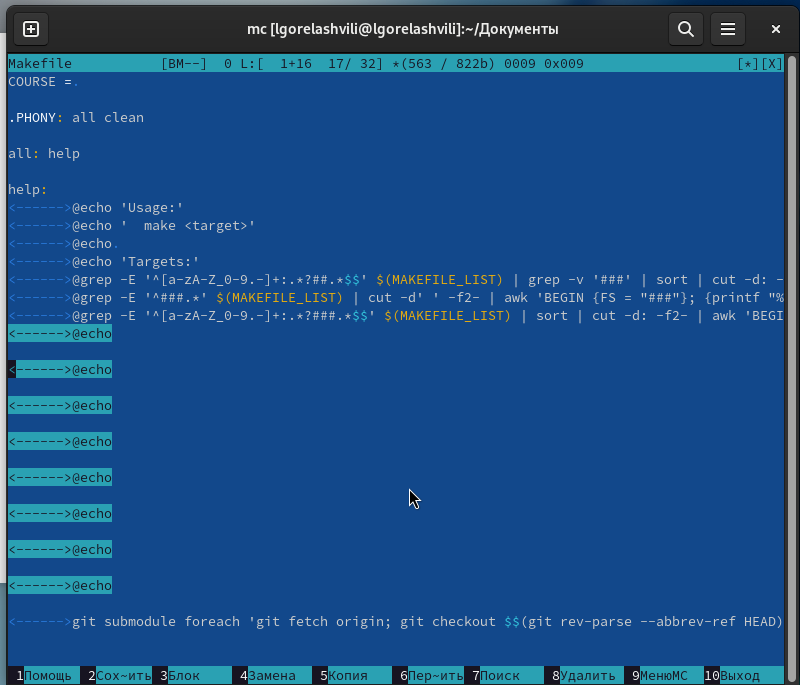 mc [lgorelashvili@lgorelashvili]:~/Документы
Makefile [BM--] 0 L:[ 1+16 17/ 32] *(563 / 822b) 0009 0x009 [*][X]
COURSE =.
.PHONY: all clean
all: help
help:
<------>@echo 'Usage:'
<------>@echo '  make <target>'
<------>@echo.
<------>@echo 'Targets:'
<------>@grep -E '^[a-zA-Z_0-9.-]+:.*?##.*$$' $(MAKEFILE_LIST) | grep -v '###' | sort | cut -d: -
<------>@grep -E '^###.*' $(MAKEFILE_LIST) | cut -d' ' -f2- | awk 'BEGIN {FS = "###"}; {printf "%
<------>@grep -E '^[a-zA-Z_0-9.-]+:.*?###.*$$' $(MAKEFILE_LIST) | sort | cut -d: -f2- | awk 'BEGI
<------>@echo
<------>@echo
<------>@echo
<------>@echo
<------>@echo
<------>@echo
<------>@echo
<------>@echo
<------>git submodule foreach 'git fetch origin; git checkout $$(git rev-parse --abbrev-ref HEAD)
1Помощь 2Сох~ить 3Блок 4Замена 5Копия 6Пер~ить 7Поиск 8Удалить 9МенюMC 10Выход